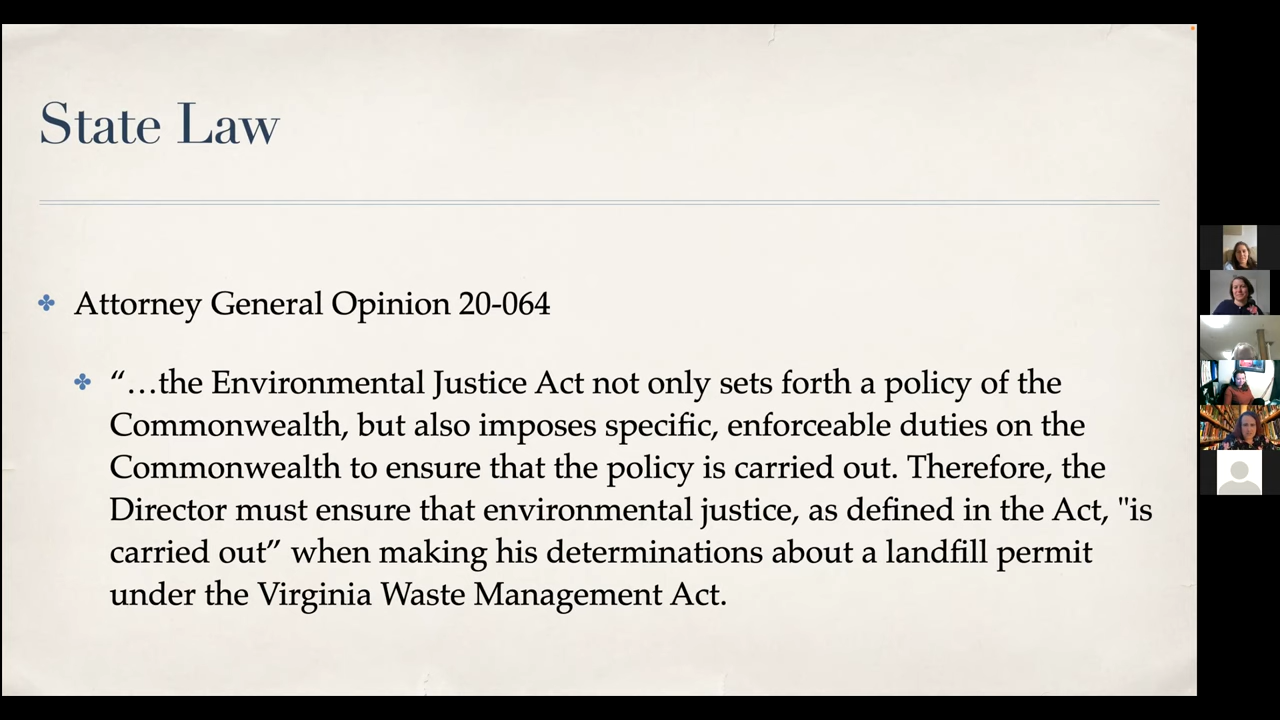 State Law
Attorney General Opinion 20-064
“…the Environmental Justice Act not only sets forth a policy of the
Commonwealth, but also imposes specific, enforceable duties on the
Commonwealth to ensure that the policy is carried out. Therefore, the
Director must ensure that environmental justice, as defined in the Act, "is
carried out” when making his determinations about a landfill permit
under the Virginia Waste Management Act.